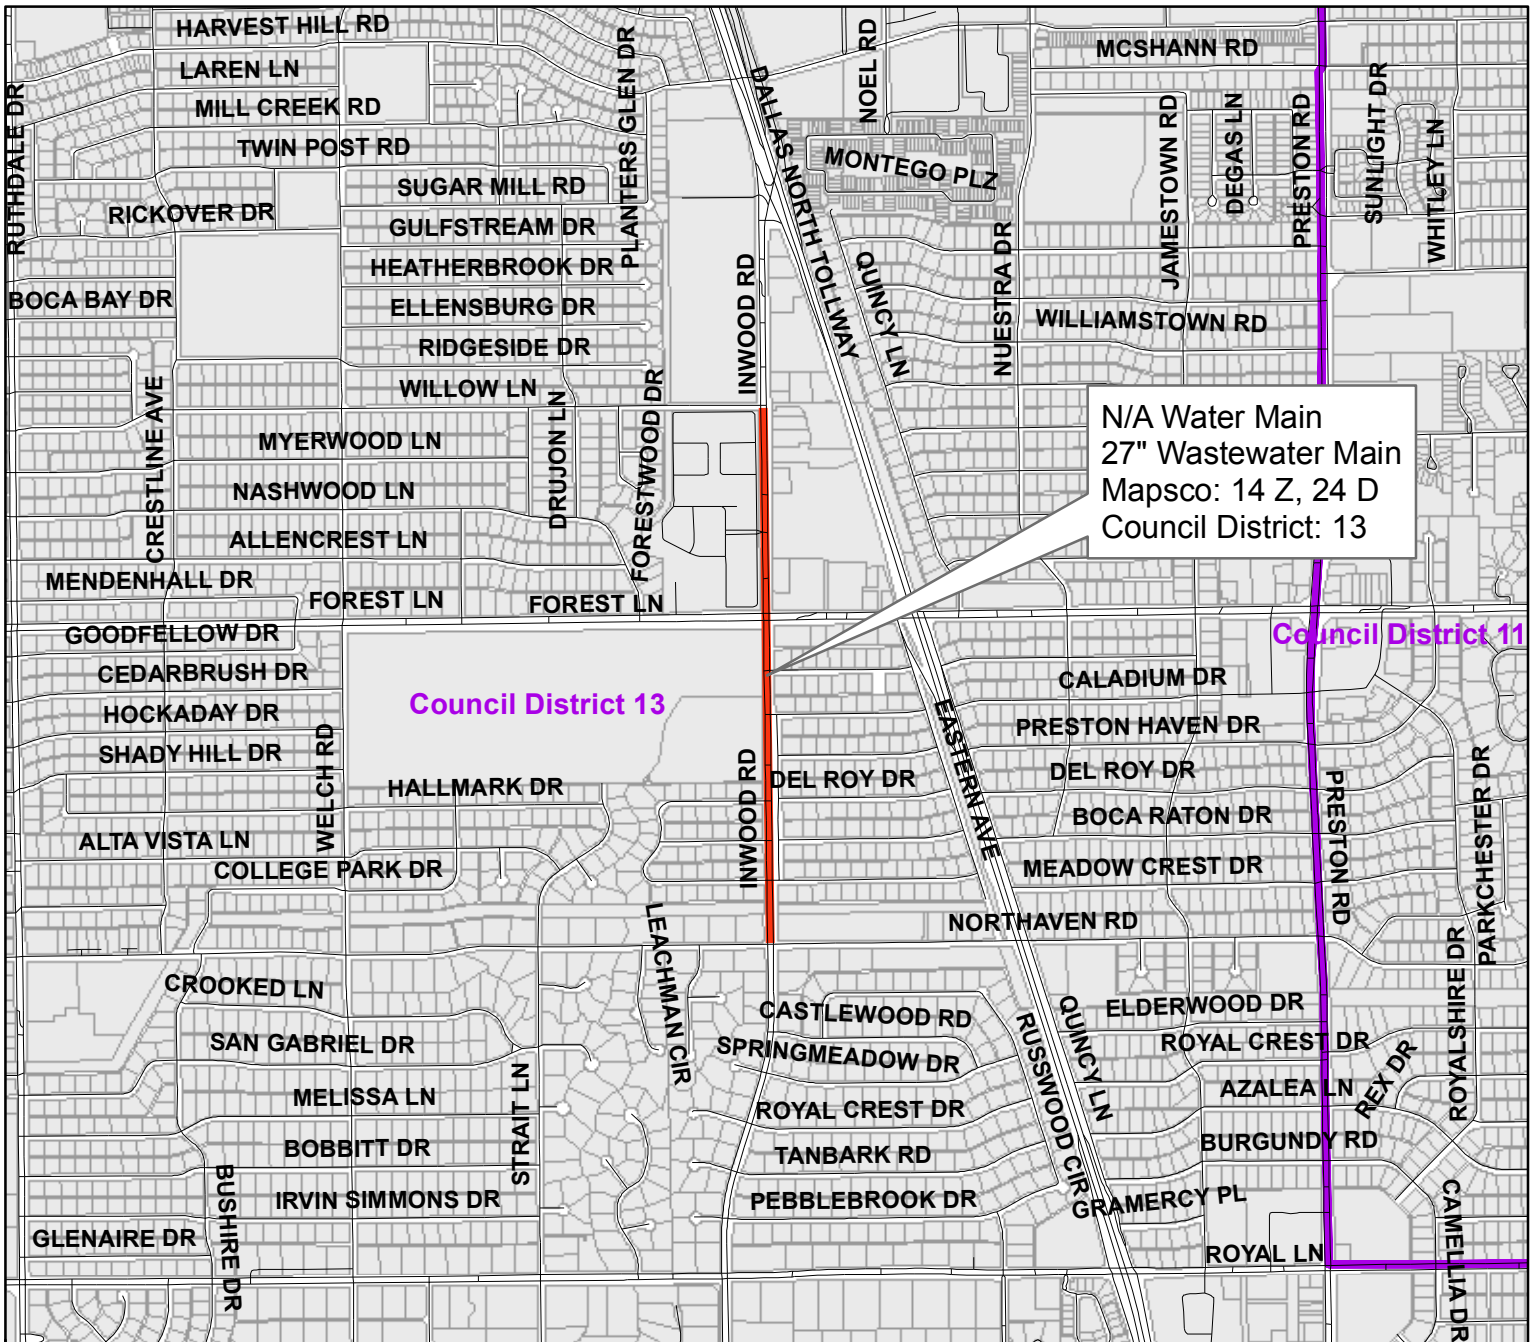 HARVEST HILL RD
LAREN LN
MILL CREEK RD
TWIN POST RD
SUGAR MILL RD
RICKOVER DR
GULFSTREAM DR
HEATHERBROOK DR
BOCA BAY DR
ELLENSBURG DR
RIDGESIDE DR
WILLOW LN
RUTHDALE DR
PLANTERS GLEN DR
DALLAS NORTH TOLLWAY
NOEL RD
MCSHANN RD
MONTEGO PLZ
JAMESTOWN RD
DEGAS LN
PRESTON RD
SUNLIGHT DR
WHITLEY LN
INWOOD RD
QUINCY LN
NUESTRA DR
WILLIAMSTOWN RD
N/A Water Main
27" Wastewater Main
Mapsco: 14 Z, 24 D
Council District: 13
CRESTLINE AVE
MYERWOOD LN
NASHWOOD LN
ALLENCREST LN
DRUJON LN
FORESTWOOD DR
MENDENHALL DR
FOREST LN
FOREST LN
GOODFELLOW DR
CEDARBRUSH DR
HOCKADAY DR
SHADY HILL DR
WELCH RD
Council District 13
Council District 11
CALADIUM DR
PRESTON HAVEN DR
DEL ROY DR
DEL ROY DR
EASTERN AVE
INWOOD RD
HALLMARK DR
BOCA RATON DR
ALTA VISTA LN
COLLEGE PARK DR
MEADOW CREST DR
PRESTON RD
PARKCHESTER DR
NORTHAVEN RD
LEACHMAN CIR
ROYALSHIRE DR
CROOKED LN
CASTLEWOOD RD
ELDERWOOD DR
SAN GABRIEL DR
SPRINGMEADOW DR
RUSSWOOD CIR
QUINCY LN
ROYAL CREST DR
MELISSA LN
STRAIT LN
ROYAL CREST DR
AZALEA LN
REX DR
BOBBITT DR
TANBARK RD
BURGUNDY RD
BUSHIRE DR
IRVIN SIMMONS DR
PEBBLEBROOK DR
GRAMERCY PL
CAMELLIA DR
GLENAIRE DR
ROYAL LN